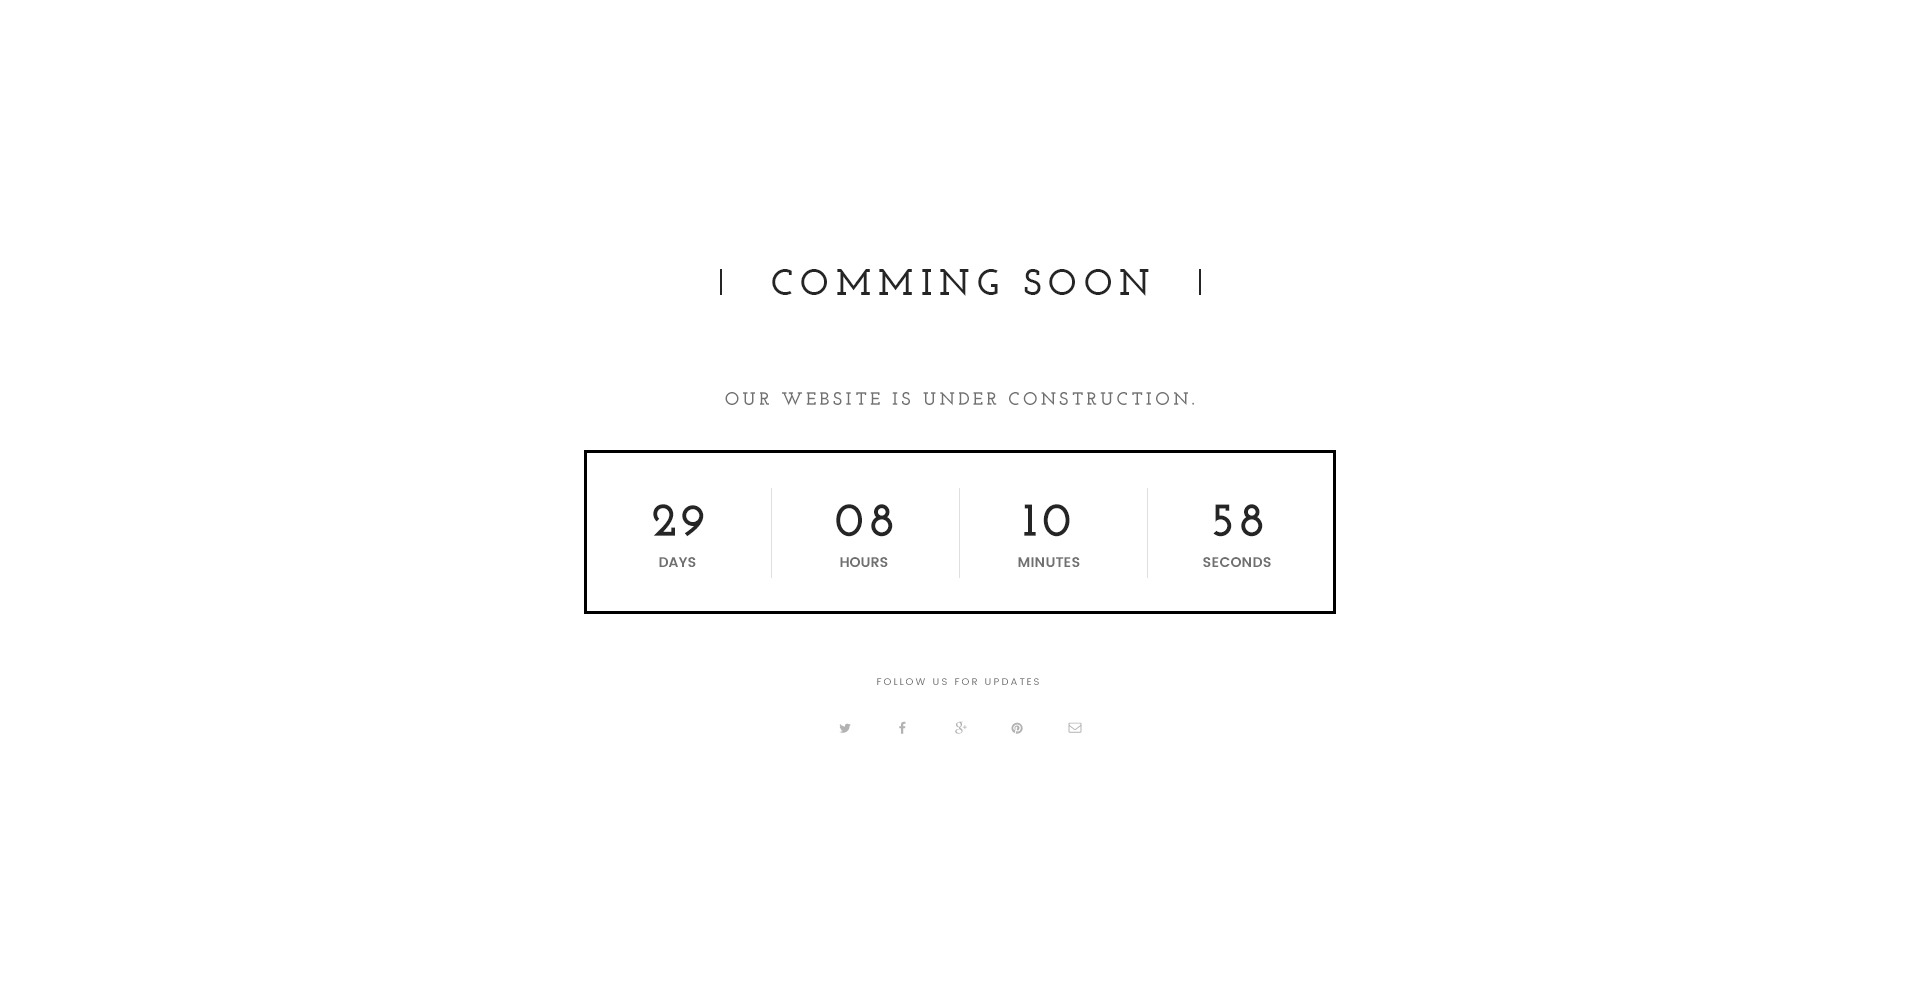 COMMING SOON
OUR WEBSITE IS UNDER CONSTRUCTION.
29 08 10 58
DAYS HOURS MINUTES SECONDS
FOLLOW US FOR UPDATES